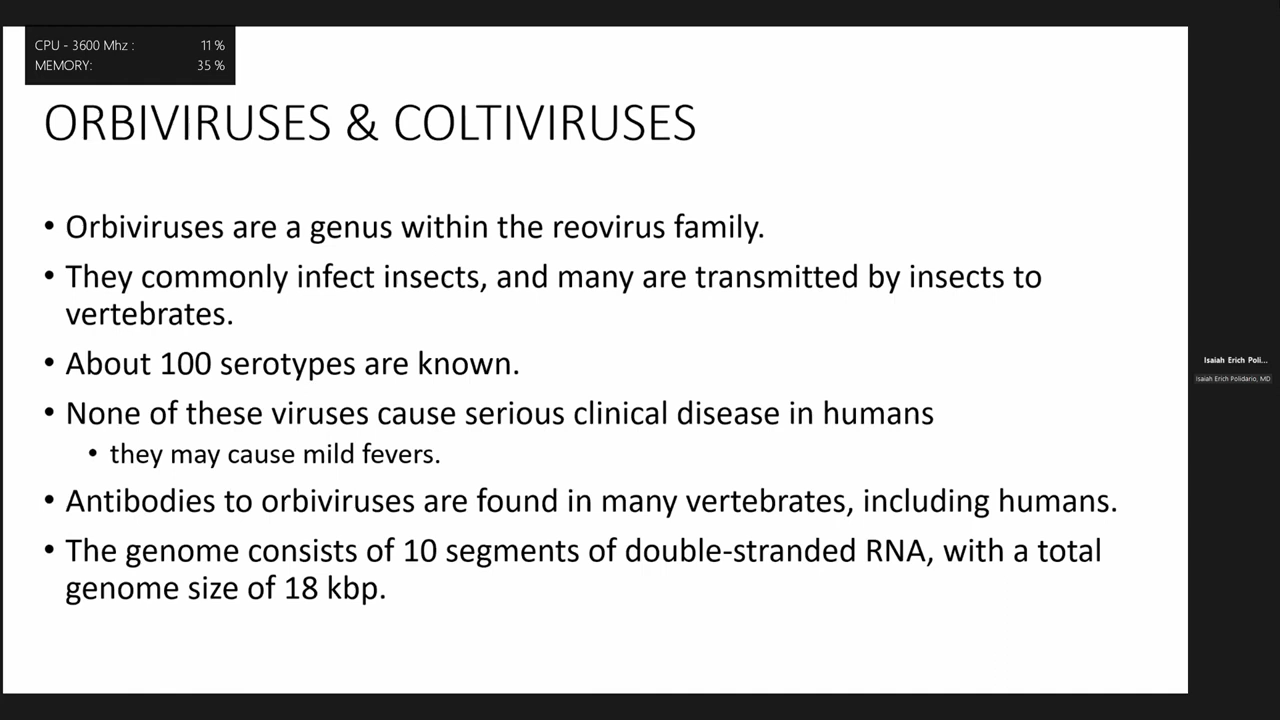 CPU - 3600 Mhz : 11 %
MEMORY: 35 %
ORBIVIRUSES & COLTIVIRUSES
• Orbiviruses are a genus within the reovirus family.
• They commonly infect insects, and many are transmitted by insects to
vertebrates.
• About 100 serotypes are known.
• None of these viruses cause serious clinical disease in humans
• they may cause mild fevers.
• Antibodies to orbiviruses are found in many vertebrates, including humans.
• The genome consists of 10 segments of double-stranded RNA, with a total
genome size of 18 kbp.
Isaiah Erich Poli...
Isaiah Erich Polidario, MD